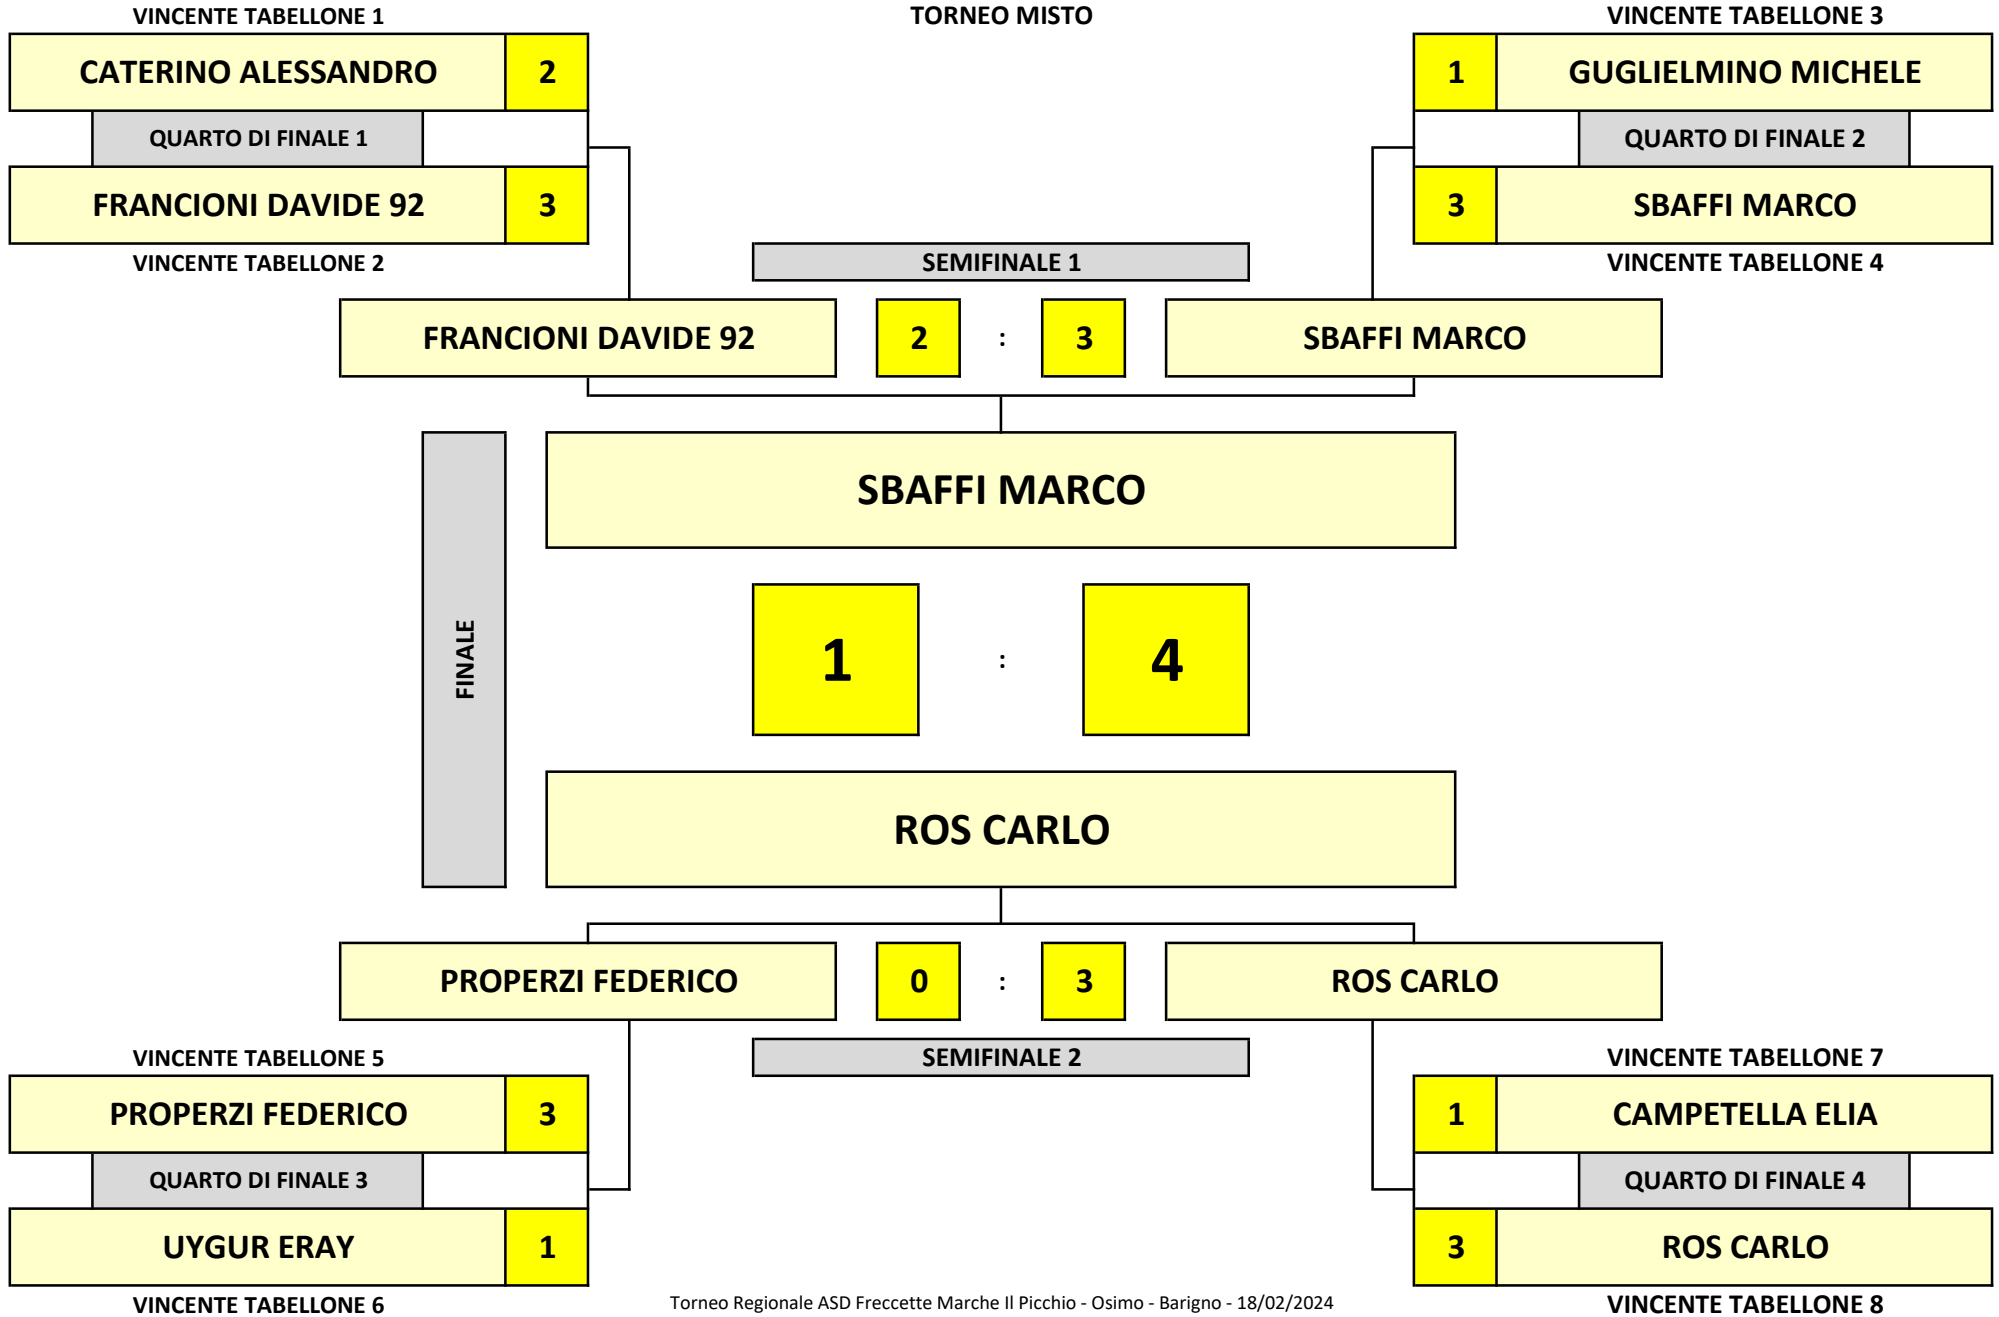 VINCENTE TABELLONE 1
TORNEO MISTO
VINCENTE TABELLONE 3
CATERINO ALESSANDRO 2
1 GUGLIELMINO MICHELE
QUARTO DI FINALE 1
QUARTO DI FINALE 2
FRANCIONI DAVIDE 92 3
3 SBAFFI MARCO
VINCENTE TABELLONE 2
SEMIFINALE 1
VINCENTE TABELLONE 4
FRANCIONI DAVIDE 92 2 : 3 SBAFFI MARCO
SBAFFI MARCO
FINALE
1 : 4
ROS CARLO
PROPERZI FEDERICO 0 : 3 ROS CARLO
VINCENTE TABELLONE 5
SEMIFINALE 2
VINCENTE TABELLONE 7
PROPERZI FEDERICO 3
1 CAMPETELLA ELIA
QUARTO DI FINALE 3
QUARTO DI FINALE 4
UYGUR ERAY 1
3 ROS CARLO
VINCENTE TABELLONE 6
Torneo Regionale ASD Freccette Marche Il Picchio - Osimo - Barigno - 18/02/2024
VINCENTE TABELLONE 8